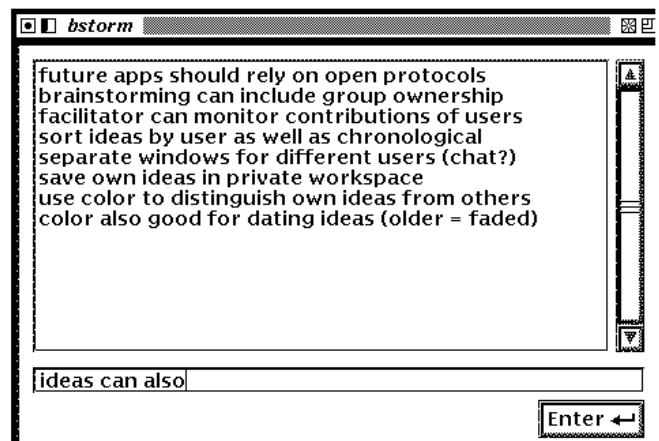 bstorm
future apps should rely on open protocols
brainstorming can include group ownership
facilitator can monitor contributions of users
sort ideas by user as well as chronological
separate windows for different users (chat?)
save own ideas in private workspace
use color to distinguish own ideas from others
color also good for dating ideas (older = faded)
ideas can also
Enter ↵